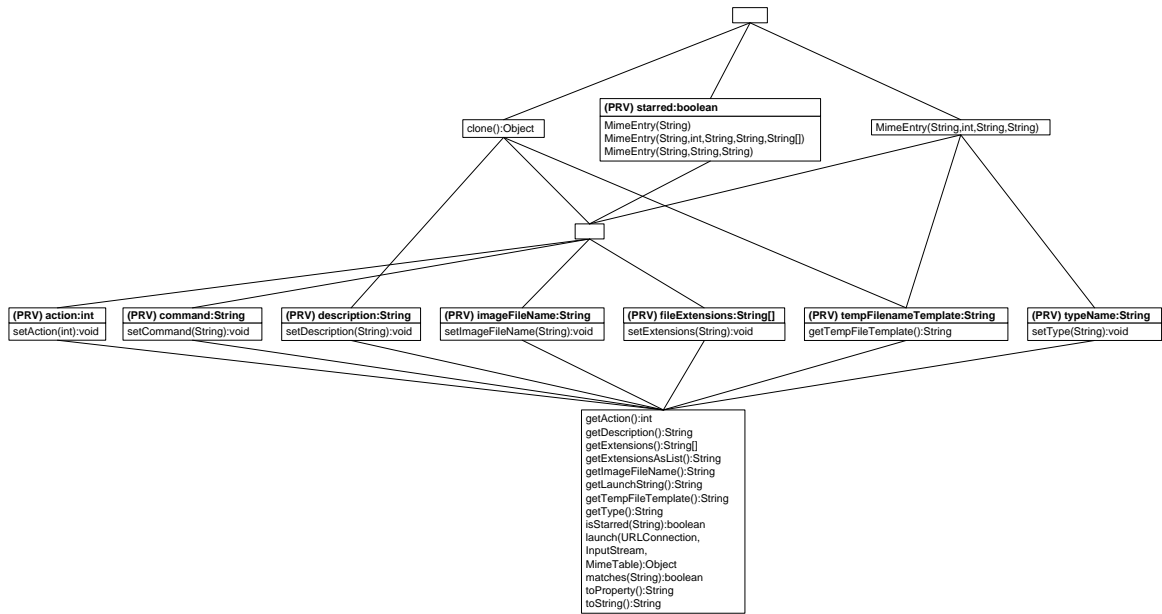 (PRV) starred:boolean
clone():Object
MimeEntry(String)
MimeEntry(String,int,String,String,String[])
MimeEntry(String,String,String)
MimeEntry(String,int,String,String)
(PRV) action:int
setAction(int):void
(PRV) command:String
setCommand(String):void
(PRV) description:String
setDescription(String):void
(PRV) imageFileName:String
setImageFileName(String):void
(PRV) fileExtensions:String[]
setExtensions(String):void
(PRV) tempFilenameTemplate:String
getTempFileTemplate():String
(PRV) typeName:String
setType(String):void
getAction():int
getDescription():String
getExtensions():String[]
getExtensionsAsList():String
getImageFileName():String
getLaunchString():String
getTempFileTemplate():String
getType():String
isStarred(String):boolean
launch(URLConnection,
InputStream,
MimeTable):Object
matches(String):boolean
toProperty():String
toString():String